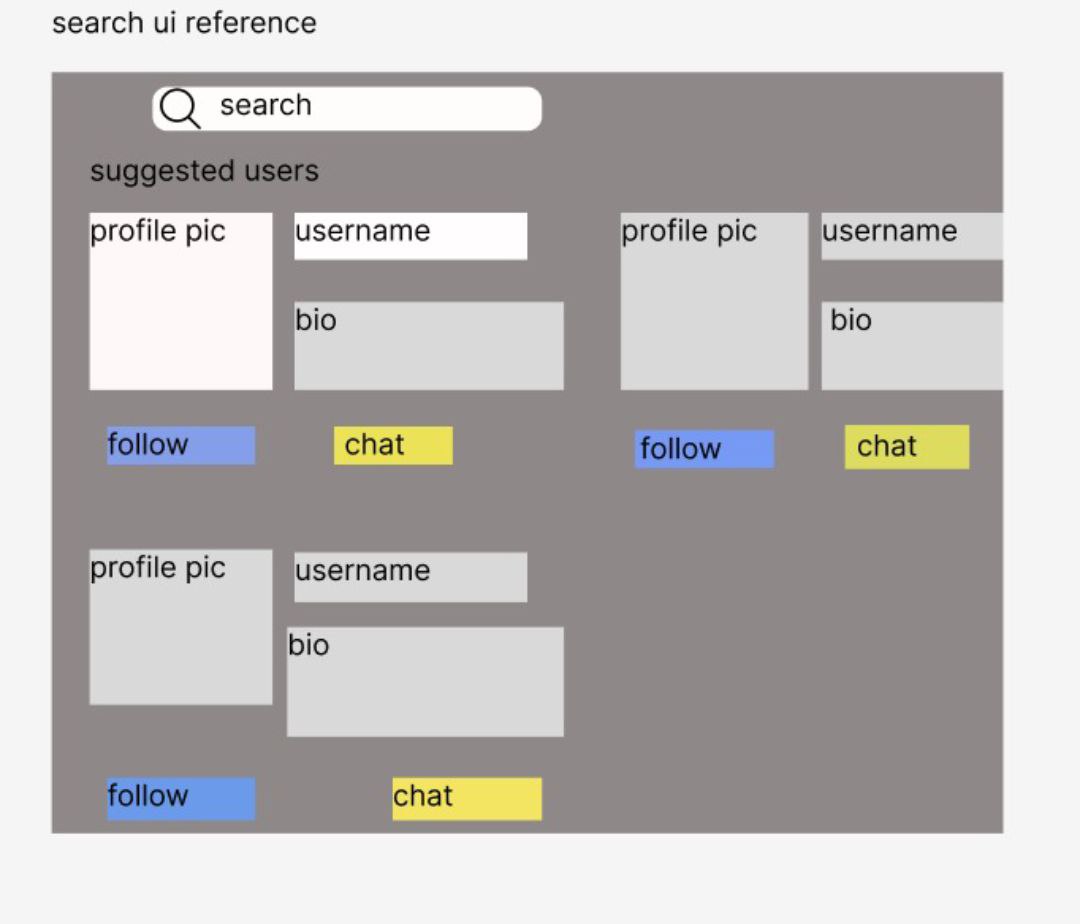 search ui reference
search
suggested users
profile pic
username
bio
follow
chat
profile pic
username
bio
follow
chat
profile pic
username
bio
follow
chat